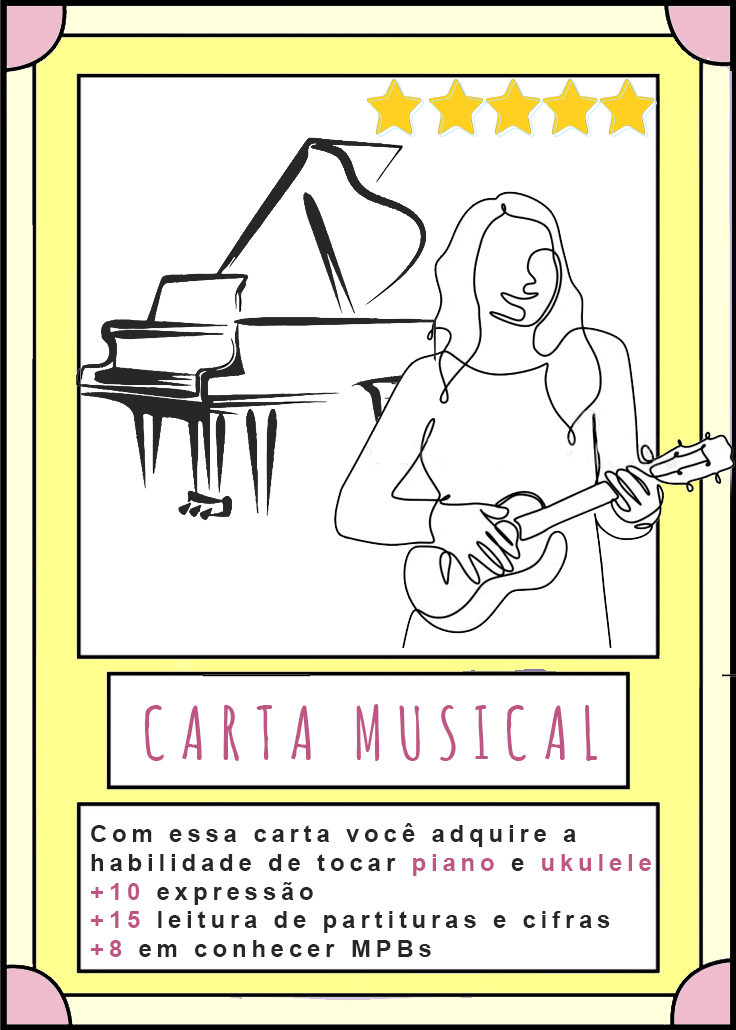 CARTA MUSICAL
Com essa carta você adquire a
habilidade de tocar piano e ukulele
+10 expressão
+15 leitura de partituras e cifras
+8 em conhecer MPBs